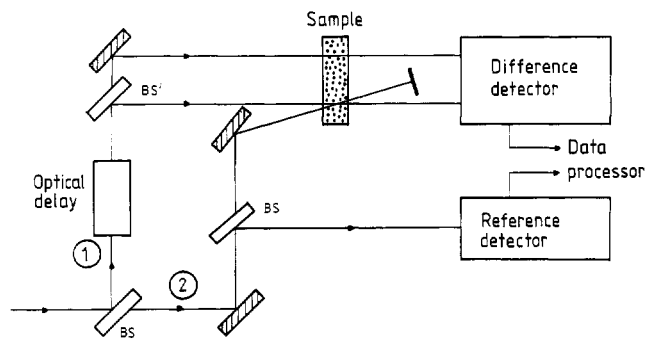 Sample
BS'
Difference
detector
Data
processor
Optical
delay
BS
Reference
detector
1
2
BS